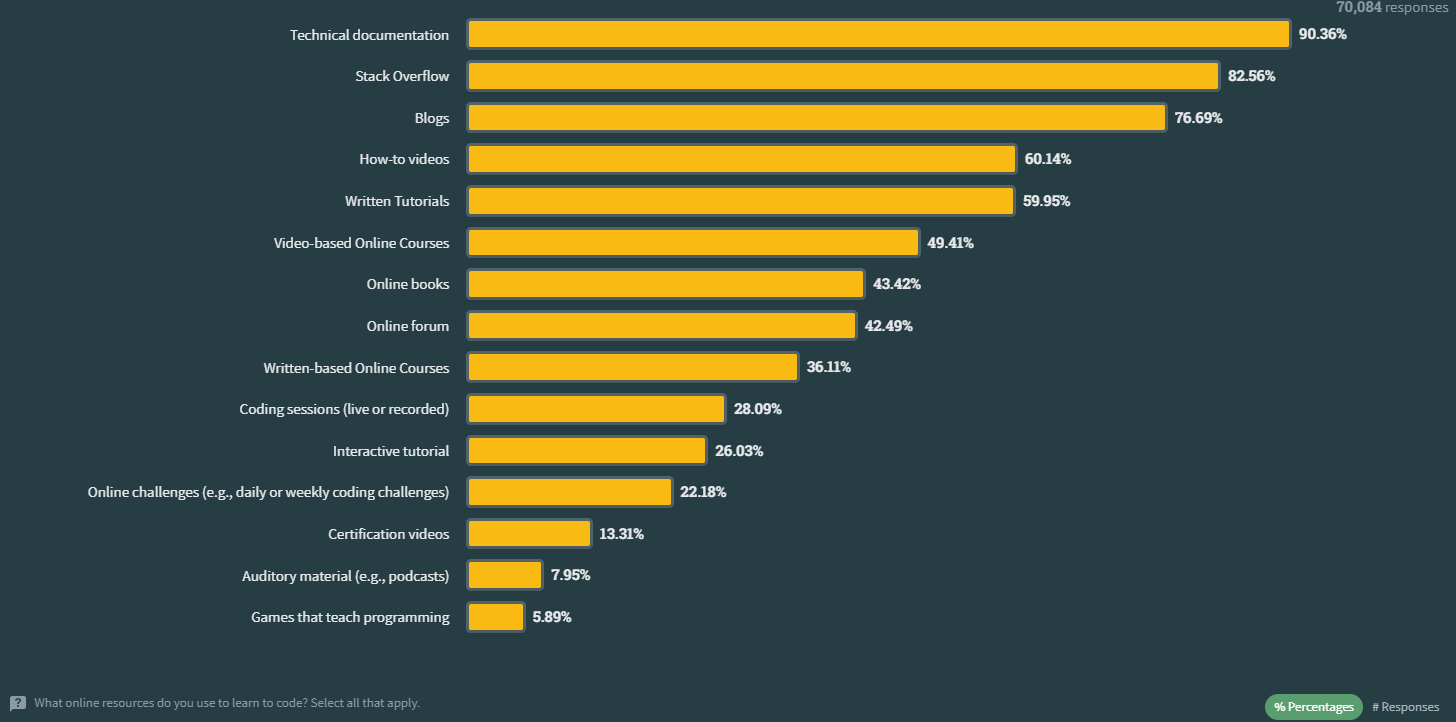 70,084 responses
Technical documentation 90.36%
Stack Overflow 82.56%
Blogs 76.69%
How-to videos 60.14%
Written Tutorials 59.95%
Video-based Online Courses 49.41%
Online books 43.42%
Online forum 42.49%
Written-based Online Courses 36.11%
Coding sessions (live or recorded) 28.09%
Interactive tutorial 26.03%
Online challenges (e.g., daily or weekly coding challenges) 22.18%
Certification videos 13.31%
Auditory material (e.g., podcasts) 7.95%
Games that teach programming 5.89%
? What online resources do you use to learn to code? Select all that apply. % Percentages # Responses